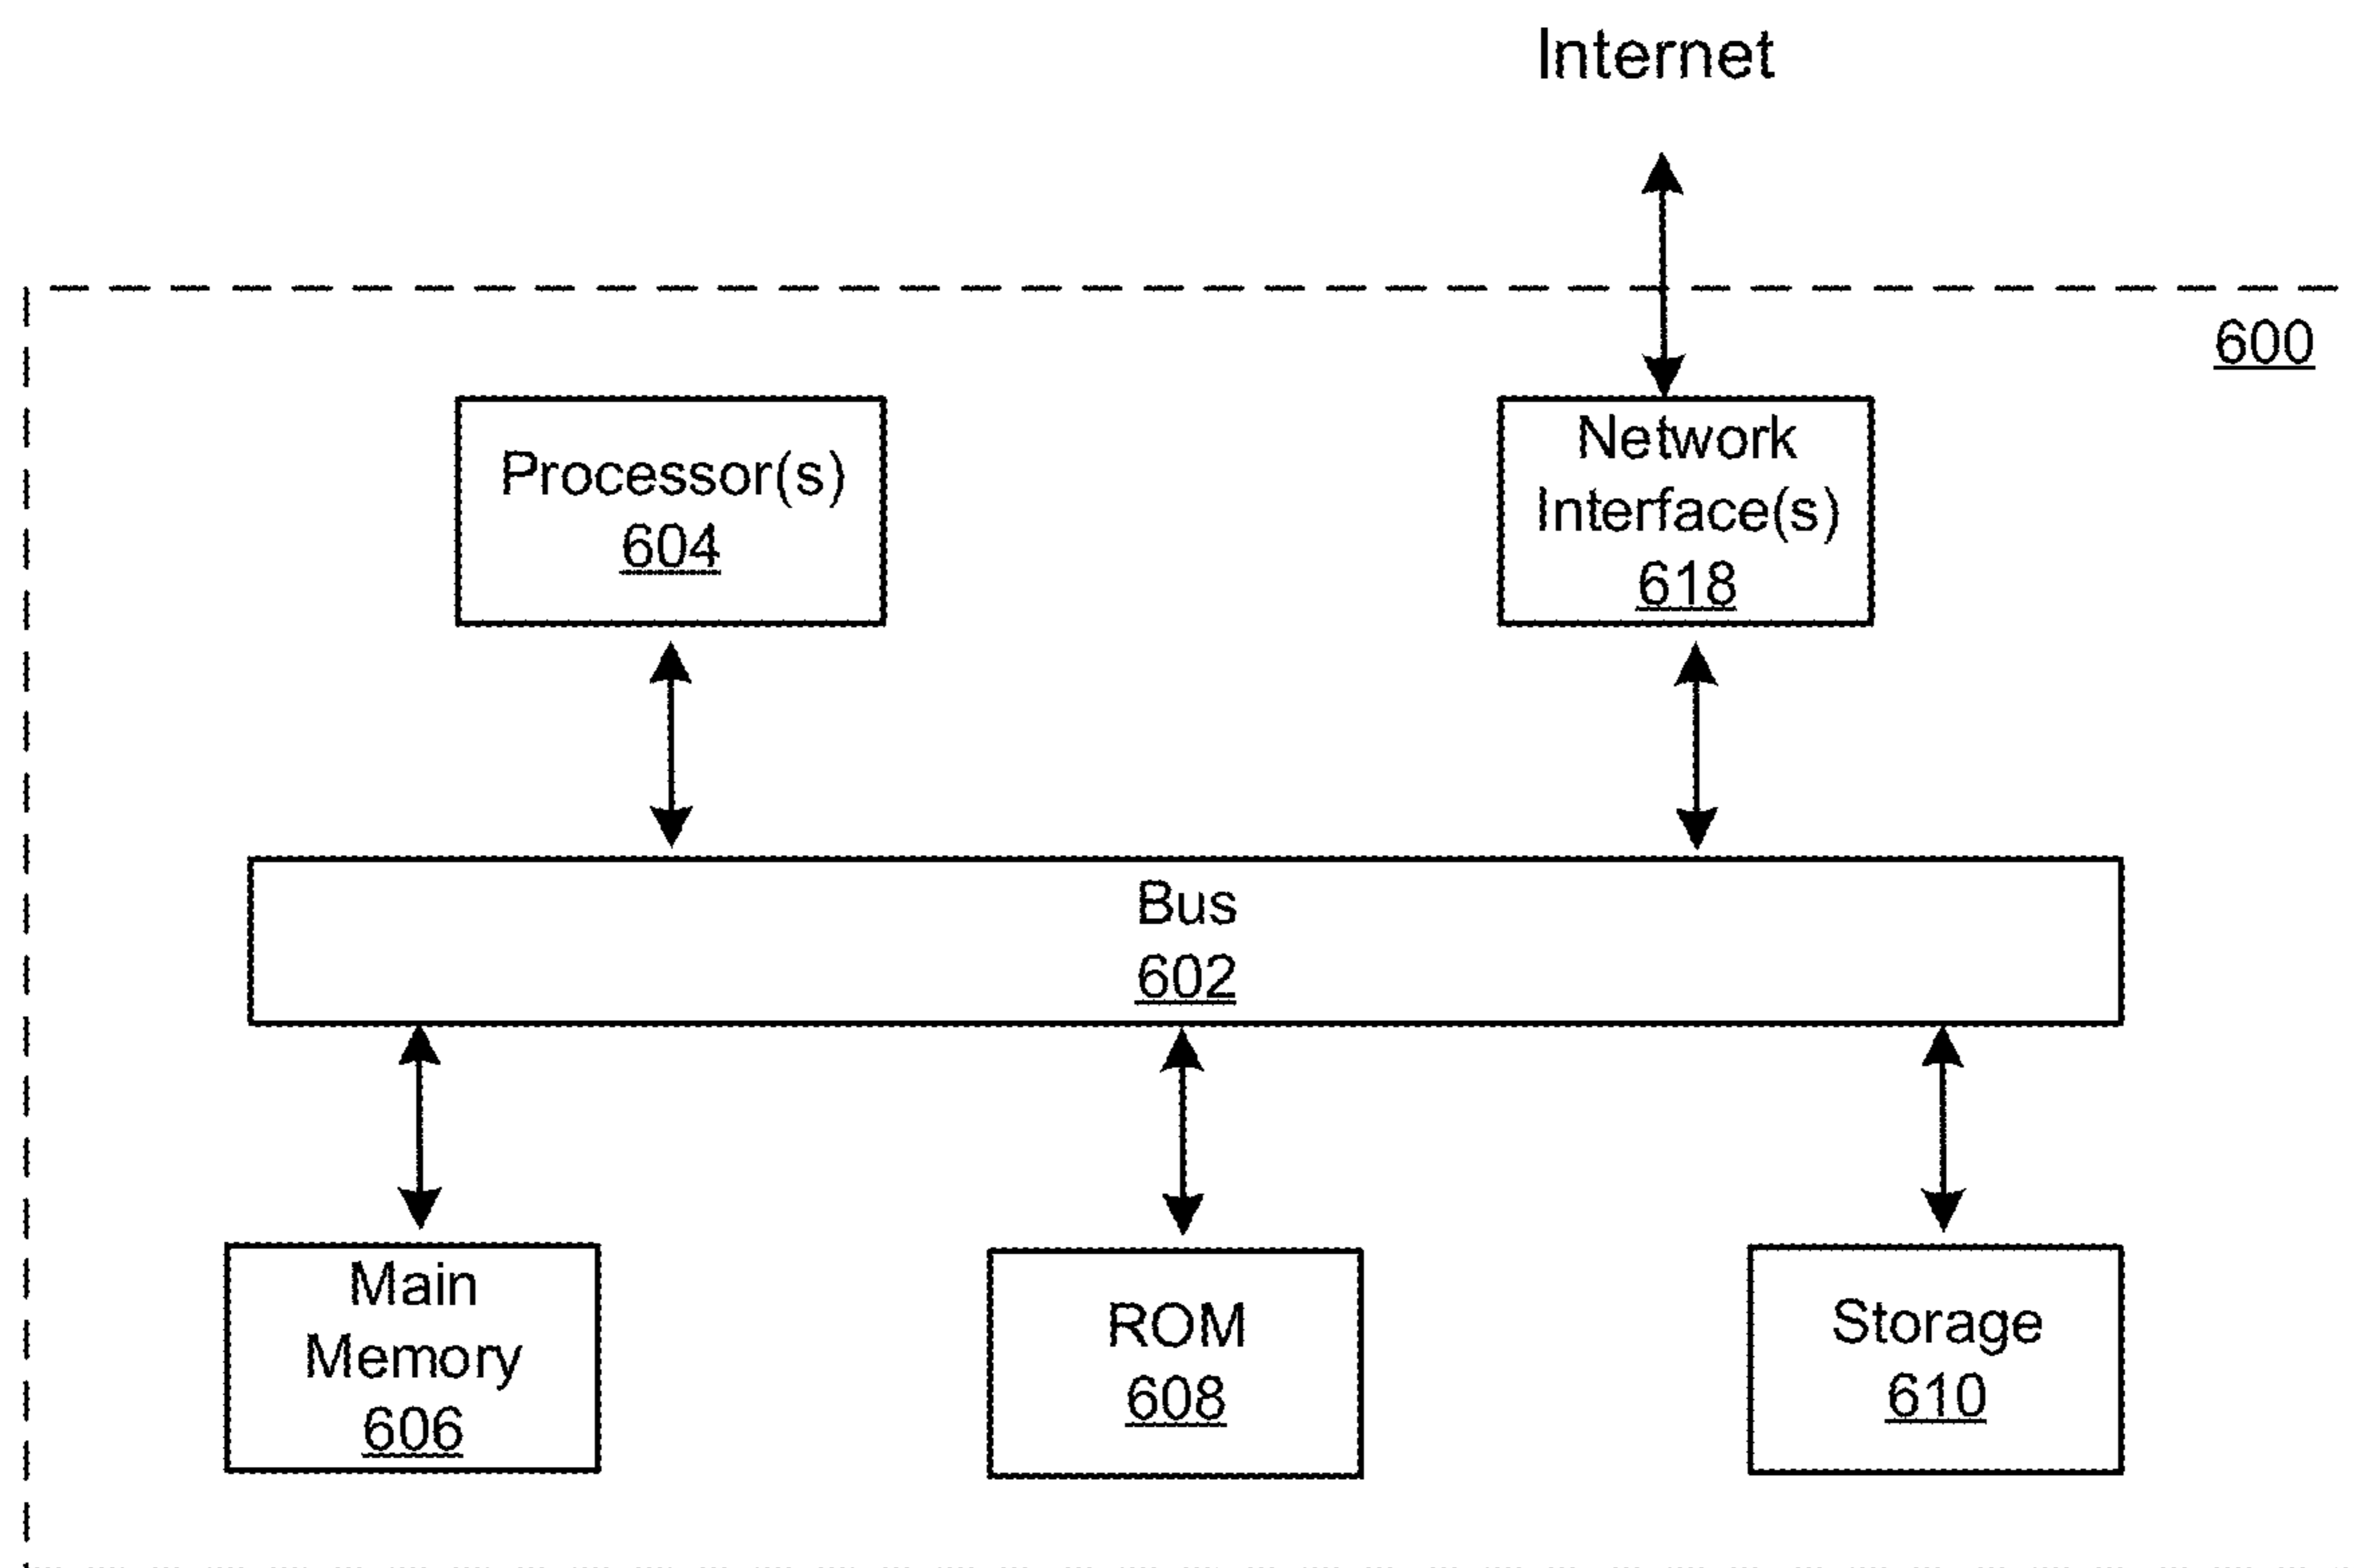 Internet
600
Processor(s)
604
Network
Interface(s)
618
Bus
602
Main
Memory
606
ROM
608
Storage
610